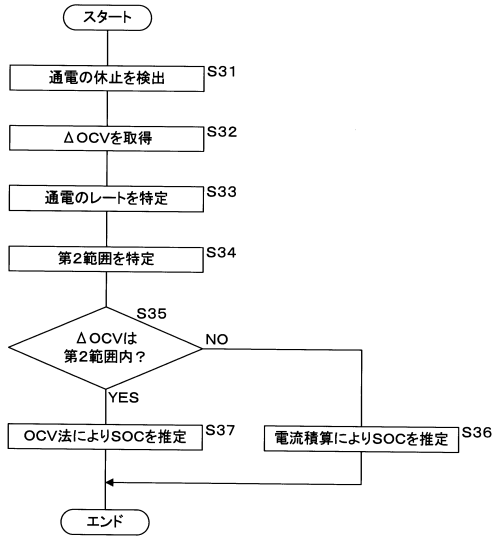 スタート
通電の休止を検出
S31
ΔOCVを取得
S32
通電のレートを特定
S33
第2範囲を特定
S34
S35
ΔOCVは
第2範囲内？
NO
YES
OCV法によりSOCを推定
S37
電流積算によりSOCを推定
S36
エンド